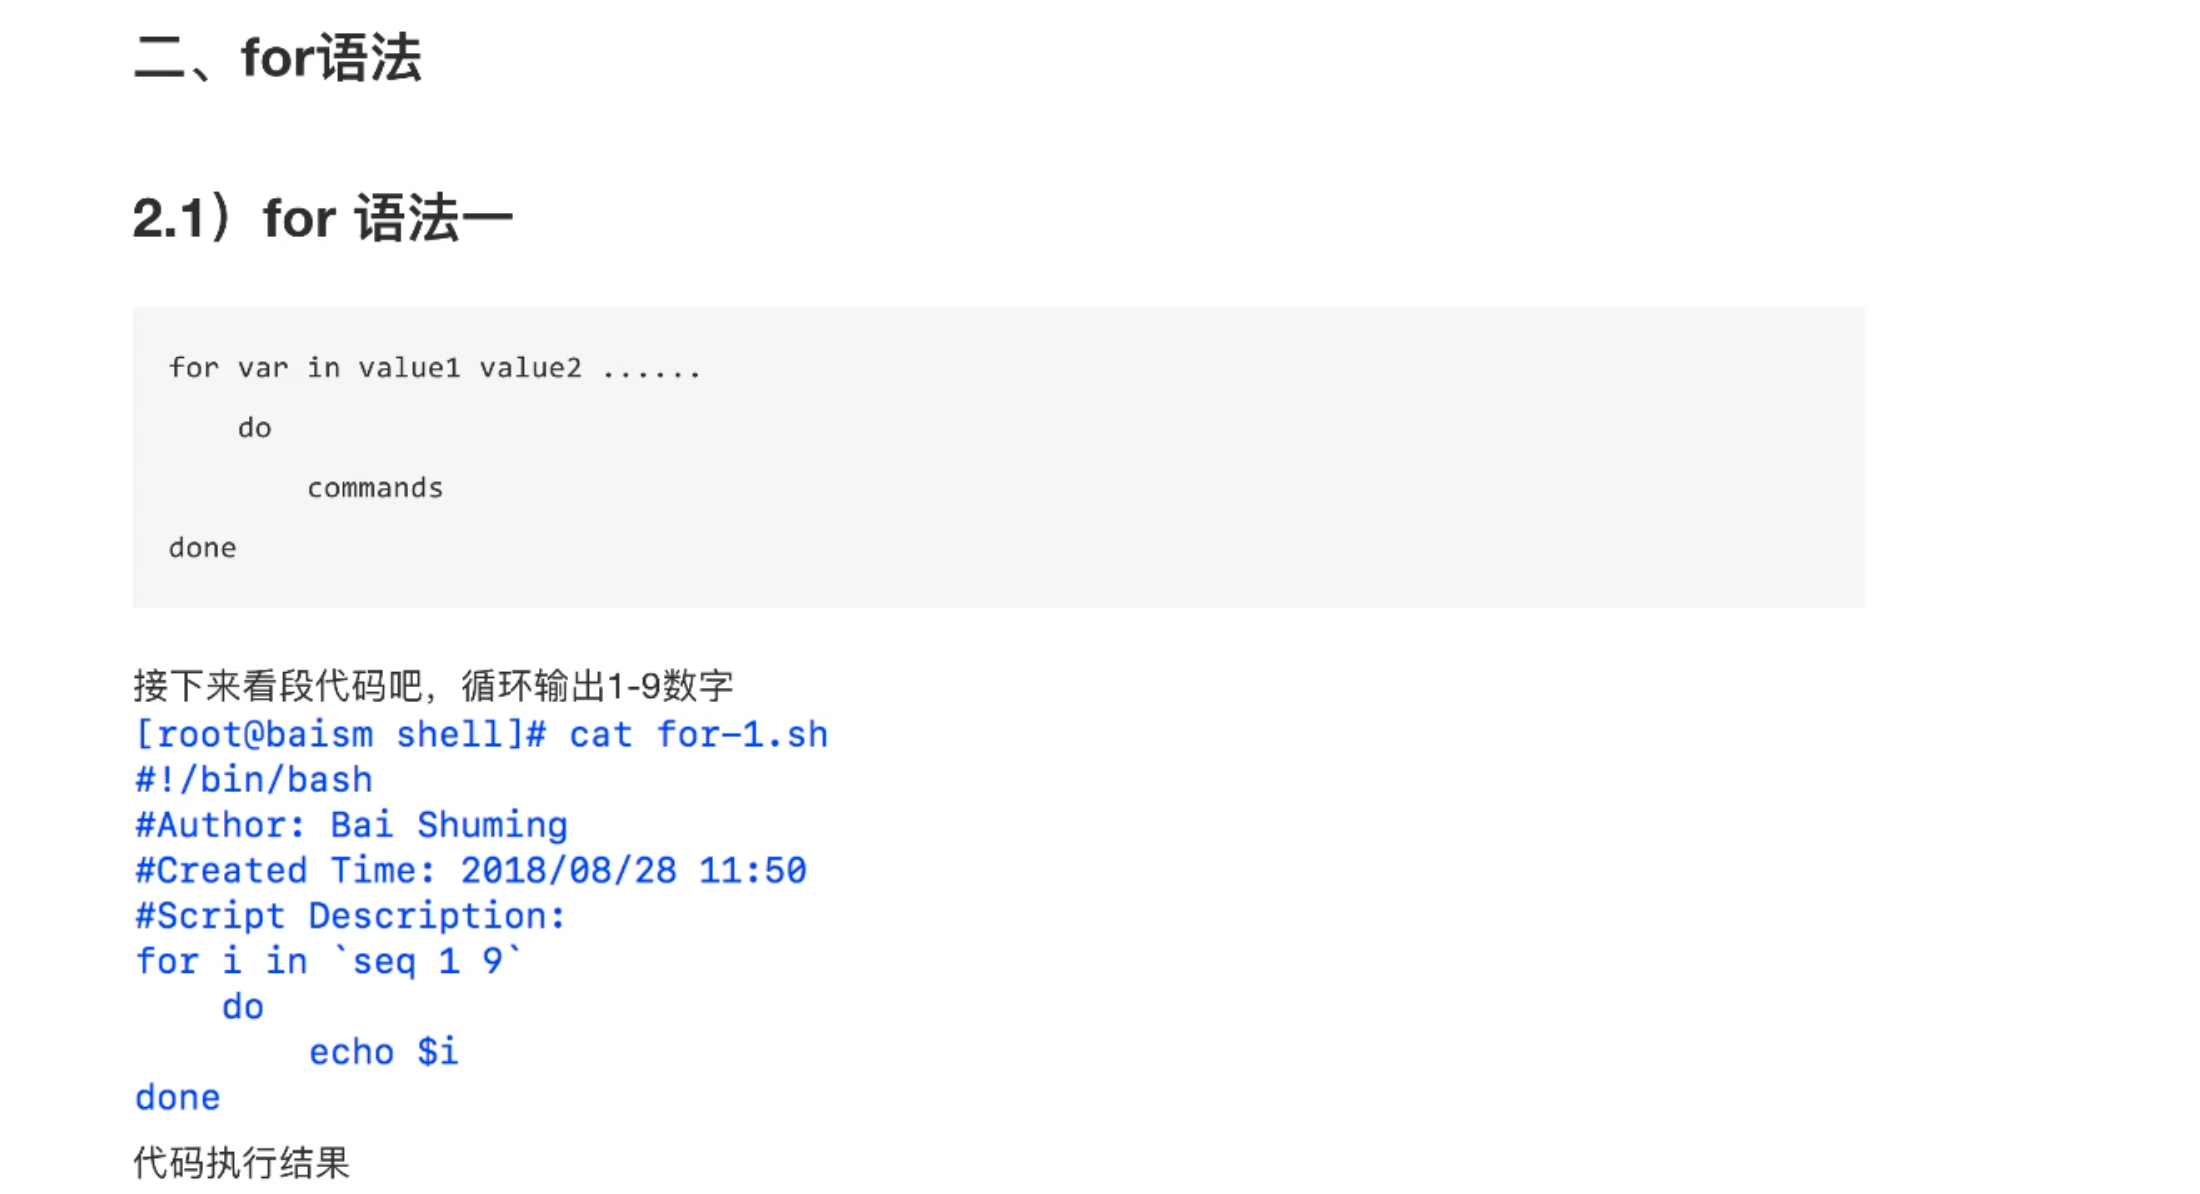 二、for语法
2.1）for 语法一
for var in value1 value2 ......
    do
        commands
done
接下来看段代码吧，循环输出1-9数字
[root@baism shell]# cat for-1.sh
#!/bin/bash
#Author: Bai Shuming
#Created Time: 2018/08/28 11:50
#Script Description:
for i in `seq 1 9`
    do
        echo $i
done
代码执行结果